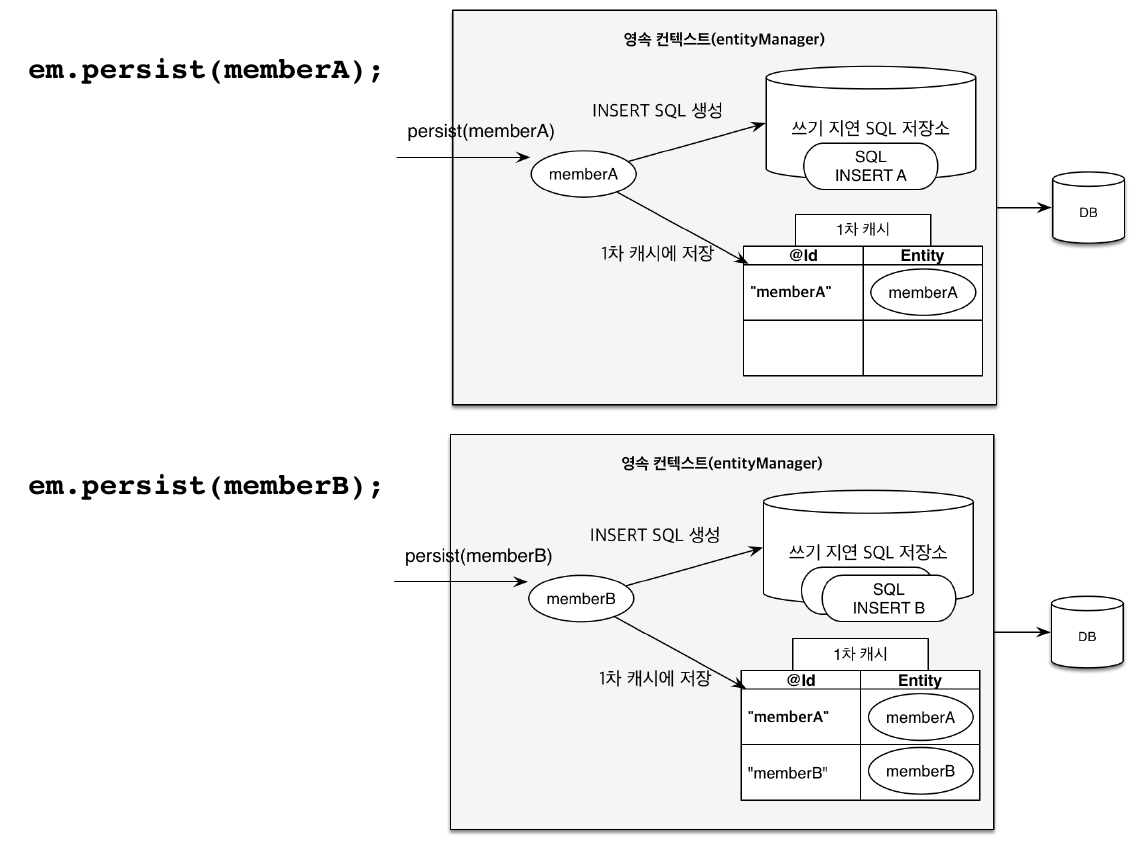 em.persist(memberA);
영속 컨텍스트(entityManager)
persist(memberA)
memberA
INSERT SQL 생성
쓰기 지연 SQL 저장소
SQL
INSERT A
1차 캐시에 저장
1차 캐시
@Id Entity
"memberA" memberA
DB
em.persist(memberB);
영속 컨텍스트(entityManager)
persist(memberB)
memberB
INSERT SQL 생성
쓰기 지연 SQL 저장소
SQL
INSERT B
1차 캐시에 저장
1차 캐시
@Id Entity
"memberA" memberA
"memberB" memberB
DB